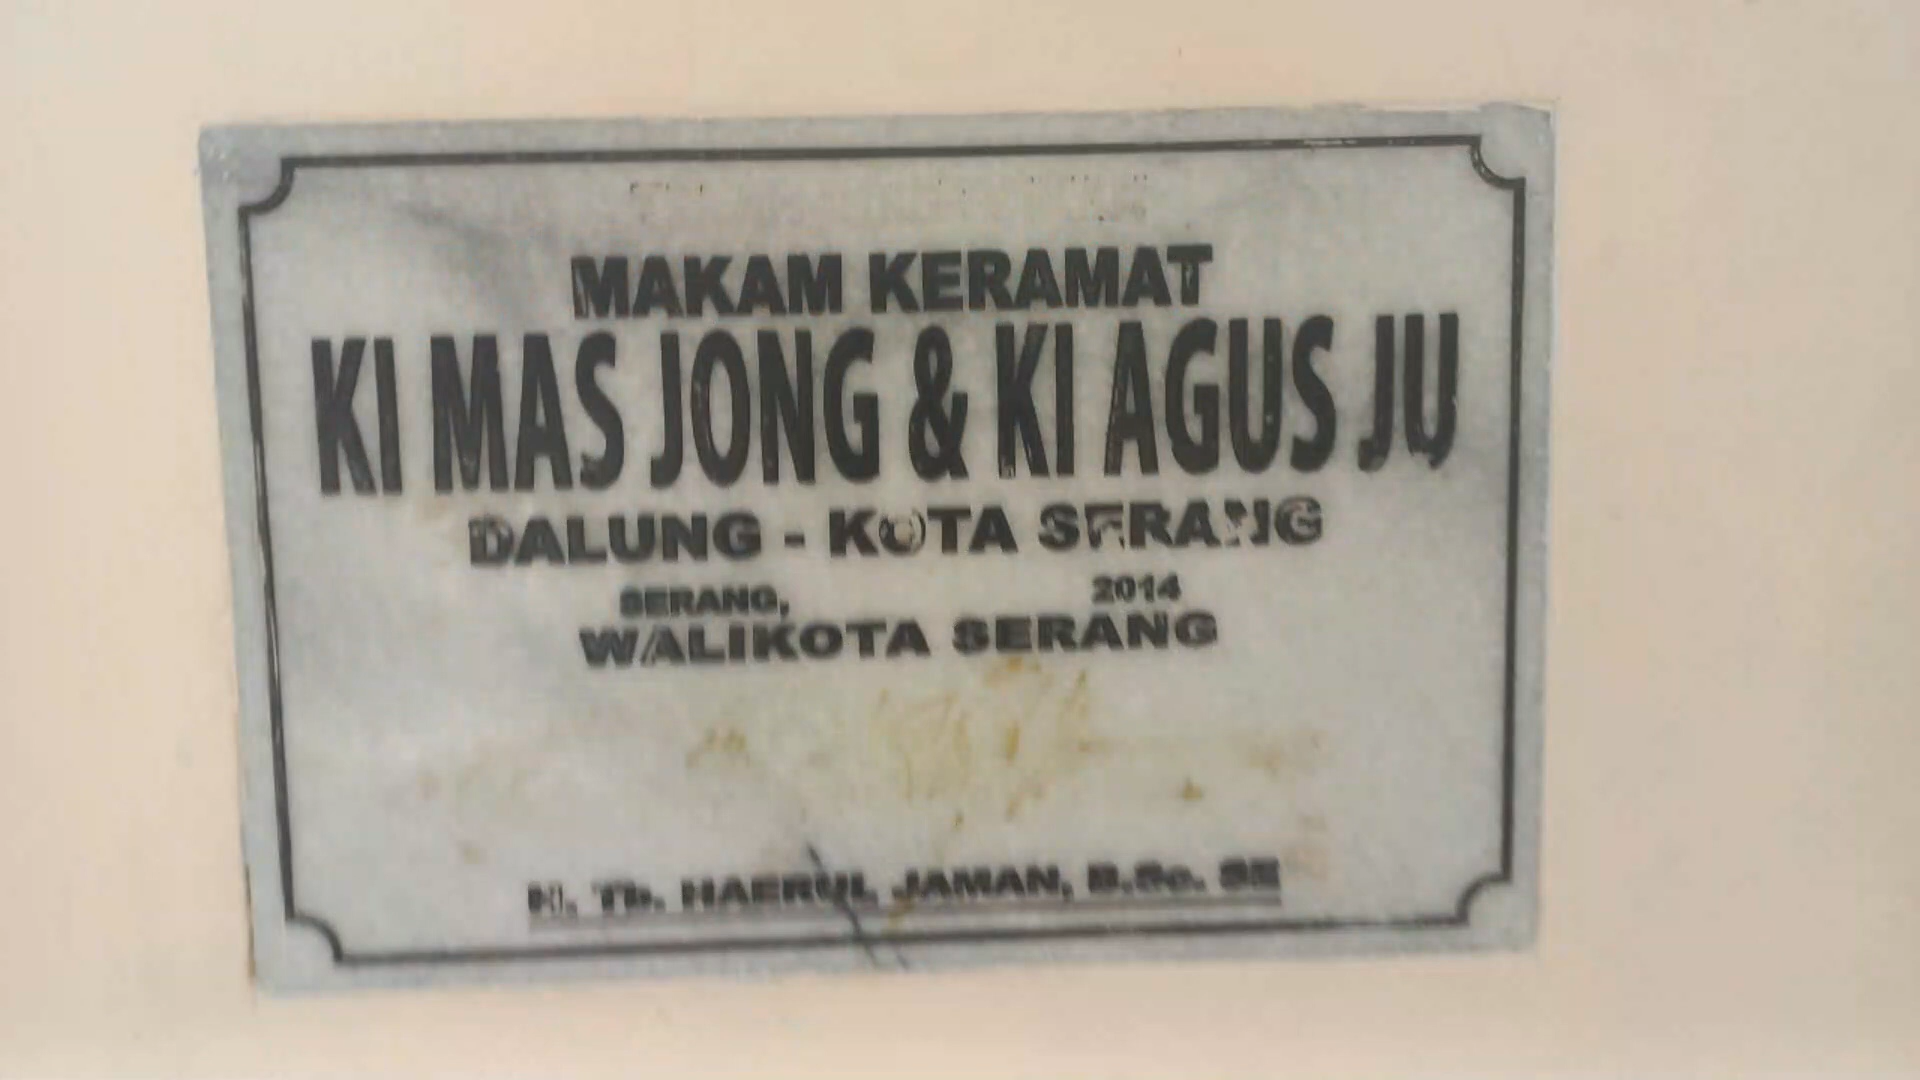 MAKAM KERAMAT
KI MAS JONG & KI AGUS JU
DALUNG - KOTA SERANG
SERANG, 2014
WALIKOTA SERANG
H. Tb. HAERUL JAMAN, B.Sc. SE